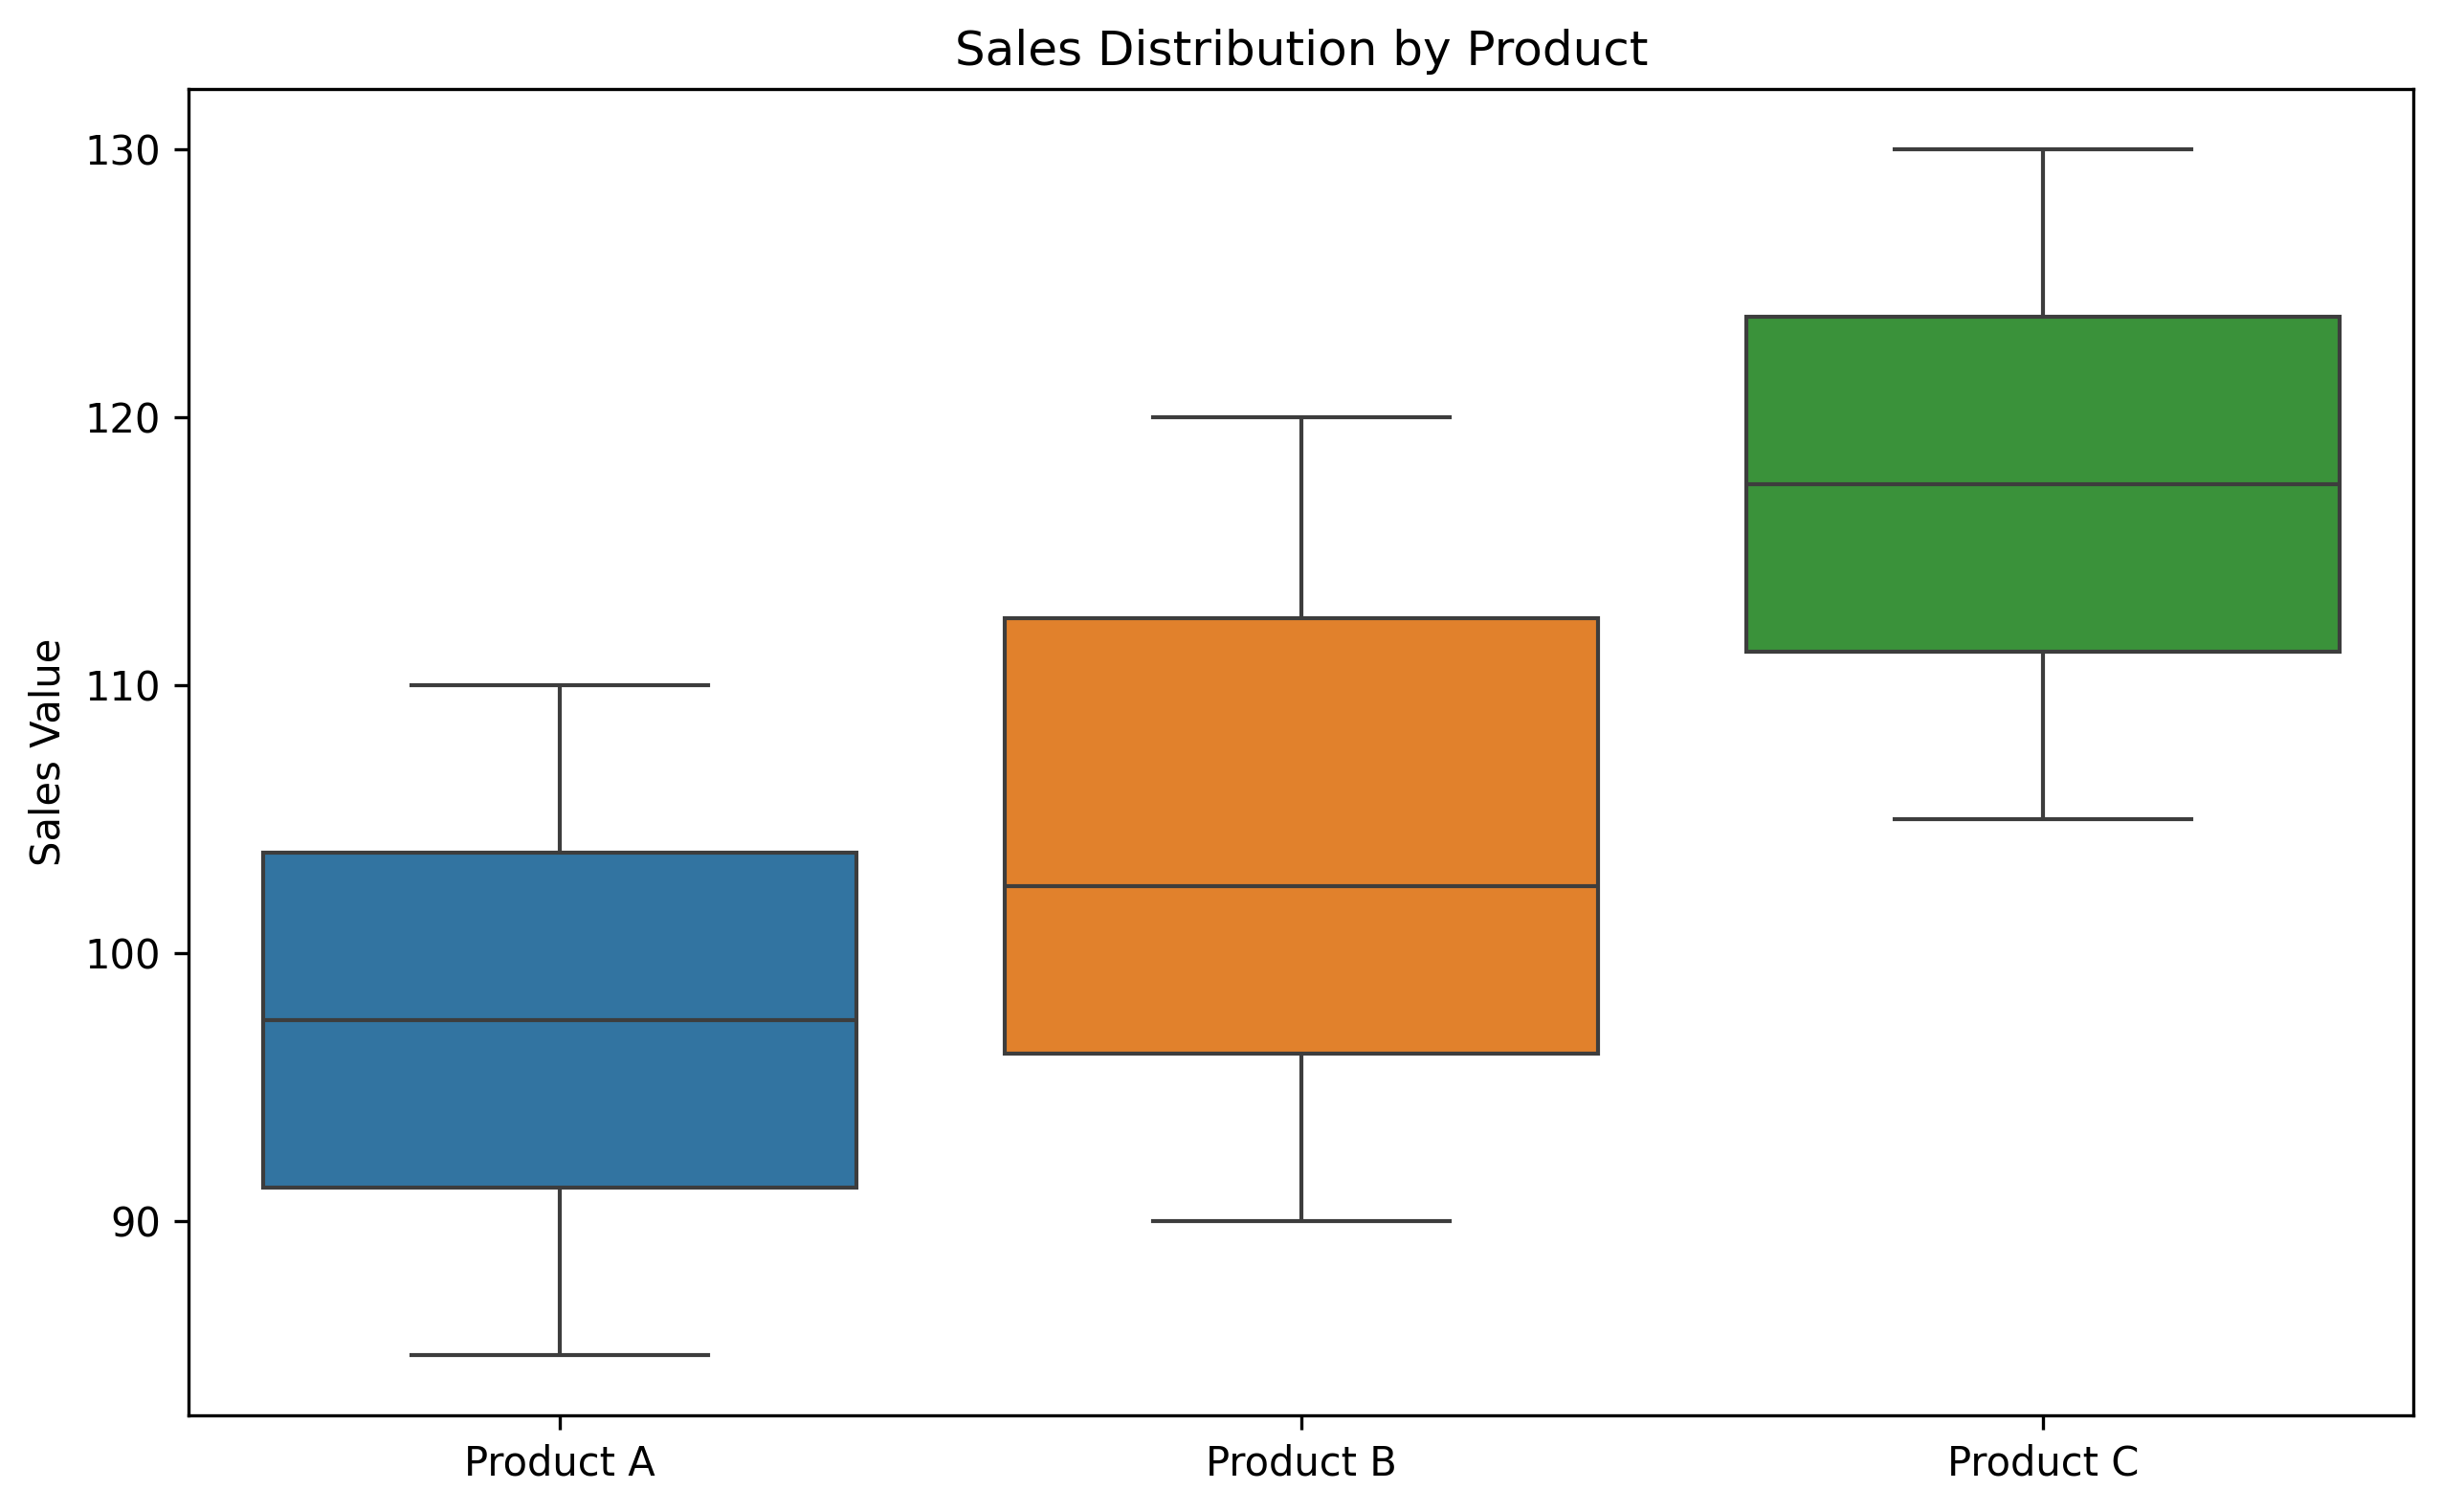 Sales Distribution by Product
Sales Value
130
120
110
100
90
Product A
Product B
Product C